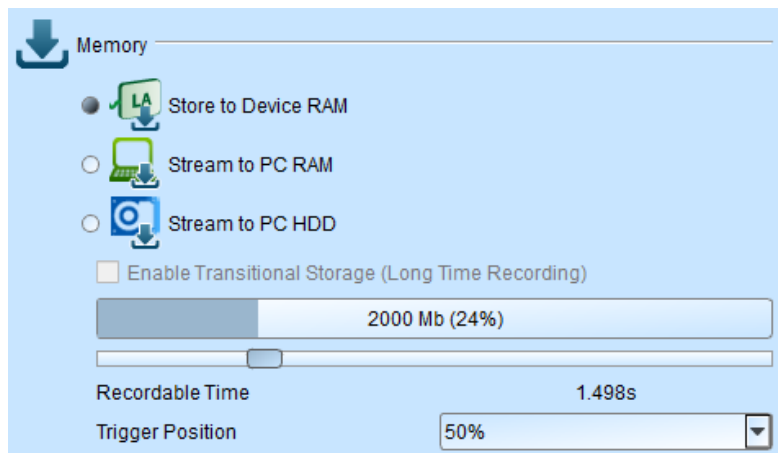 Memory
LA
Store to Device RAM
Stream to PC RAM
Stream to PC HDD
Enable Transitional Storage (Long Time Recording)
2000 Mb (24%)
Recordable Time 1.498s
Trigger Position 50%